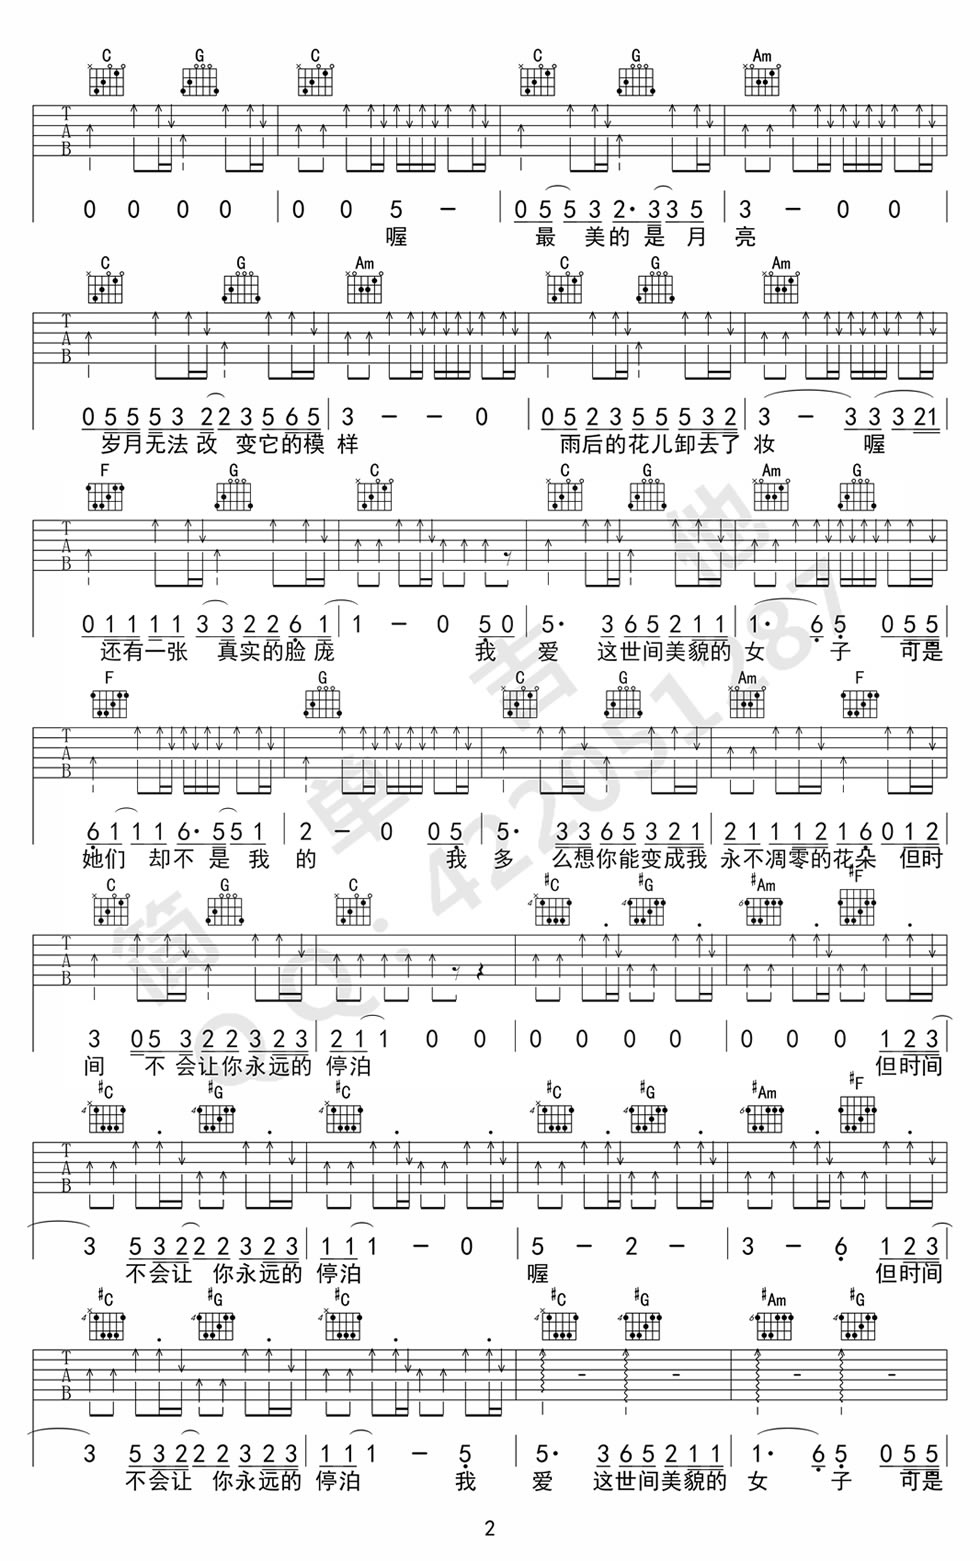 C G C C G Am
T A B
0 0 0 0 0 0 5 - 0 5 5 3 2· 3 3 5 3 - 0 0
喔 最 美的 是 月 亮
C G Am C G Am
T A B
0 5 5 5 3 2 2 3 5 6 5 3 - - 0 0 5 2 3 5 5 5 3 2 3 - 3 3 3 2 1
岁月无法 改 变它的模 样 雨后的花儿卸去了 妆 喔
F G C C G Am G
T A B
0 1 1 1 1 3 3 2 2 6 1 1 - 0 5 0 5· 3 6 5 2 1 1 1· 6 5 0 5 5
还有一张 真实的脸 庞 我 爱 这世间美貌的 女 子 可是
F G C G Am F
T A B
6 1 1 1 6· 5 5 1 2 - 0 0 5 5· 3 3 6 5 3 2 1 2 1 1 1 2 1 6 0 1 2
她们 却不 是 我 的 我 多 么想你能变成我 永不凋零的花朵 但时
C G C #C #G #Am #F
T A B
3 0 5 3 2 2 3 2 3 2 1 1 0 0 0 0 0 0 0 0 0 1 2 3
间 不 会让你永远的 停泊 但时间
#C #G #C #C #G #Am #F
T A B
3 5 3 2 2 2 3 2 3 1 1 1 - 0 5 - 2 - 3 - 6 1 2 3
不会让 你永远的 停泊 喔 但时间
#C #G #C #C #G #Am #G
T A B
3 5 3 2 2 2 3 2 3 1 1 1 - 5 5· 3 6 5 2 1 1 1· 6 5 0 5 5
不会让 你永远的 停泊 我 爱 这世间美貌的 女 子 可是
简单吉他
QQ:422051287
2